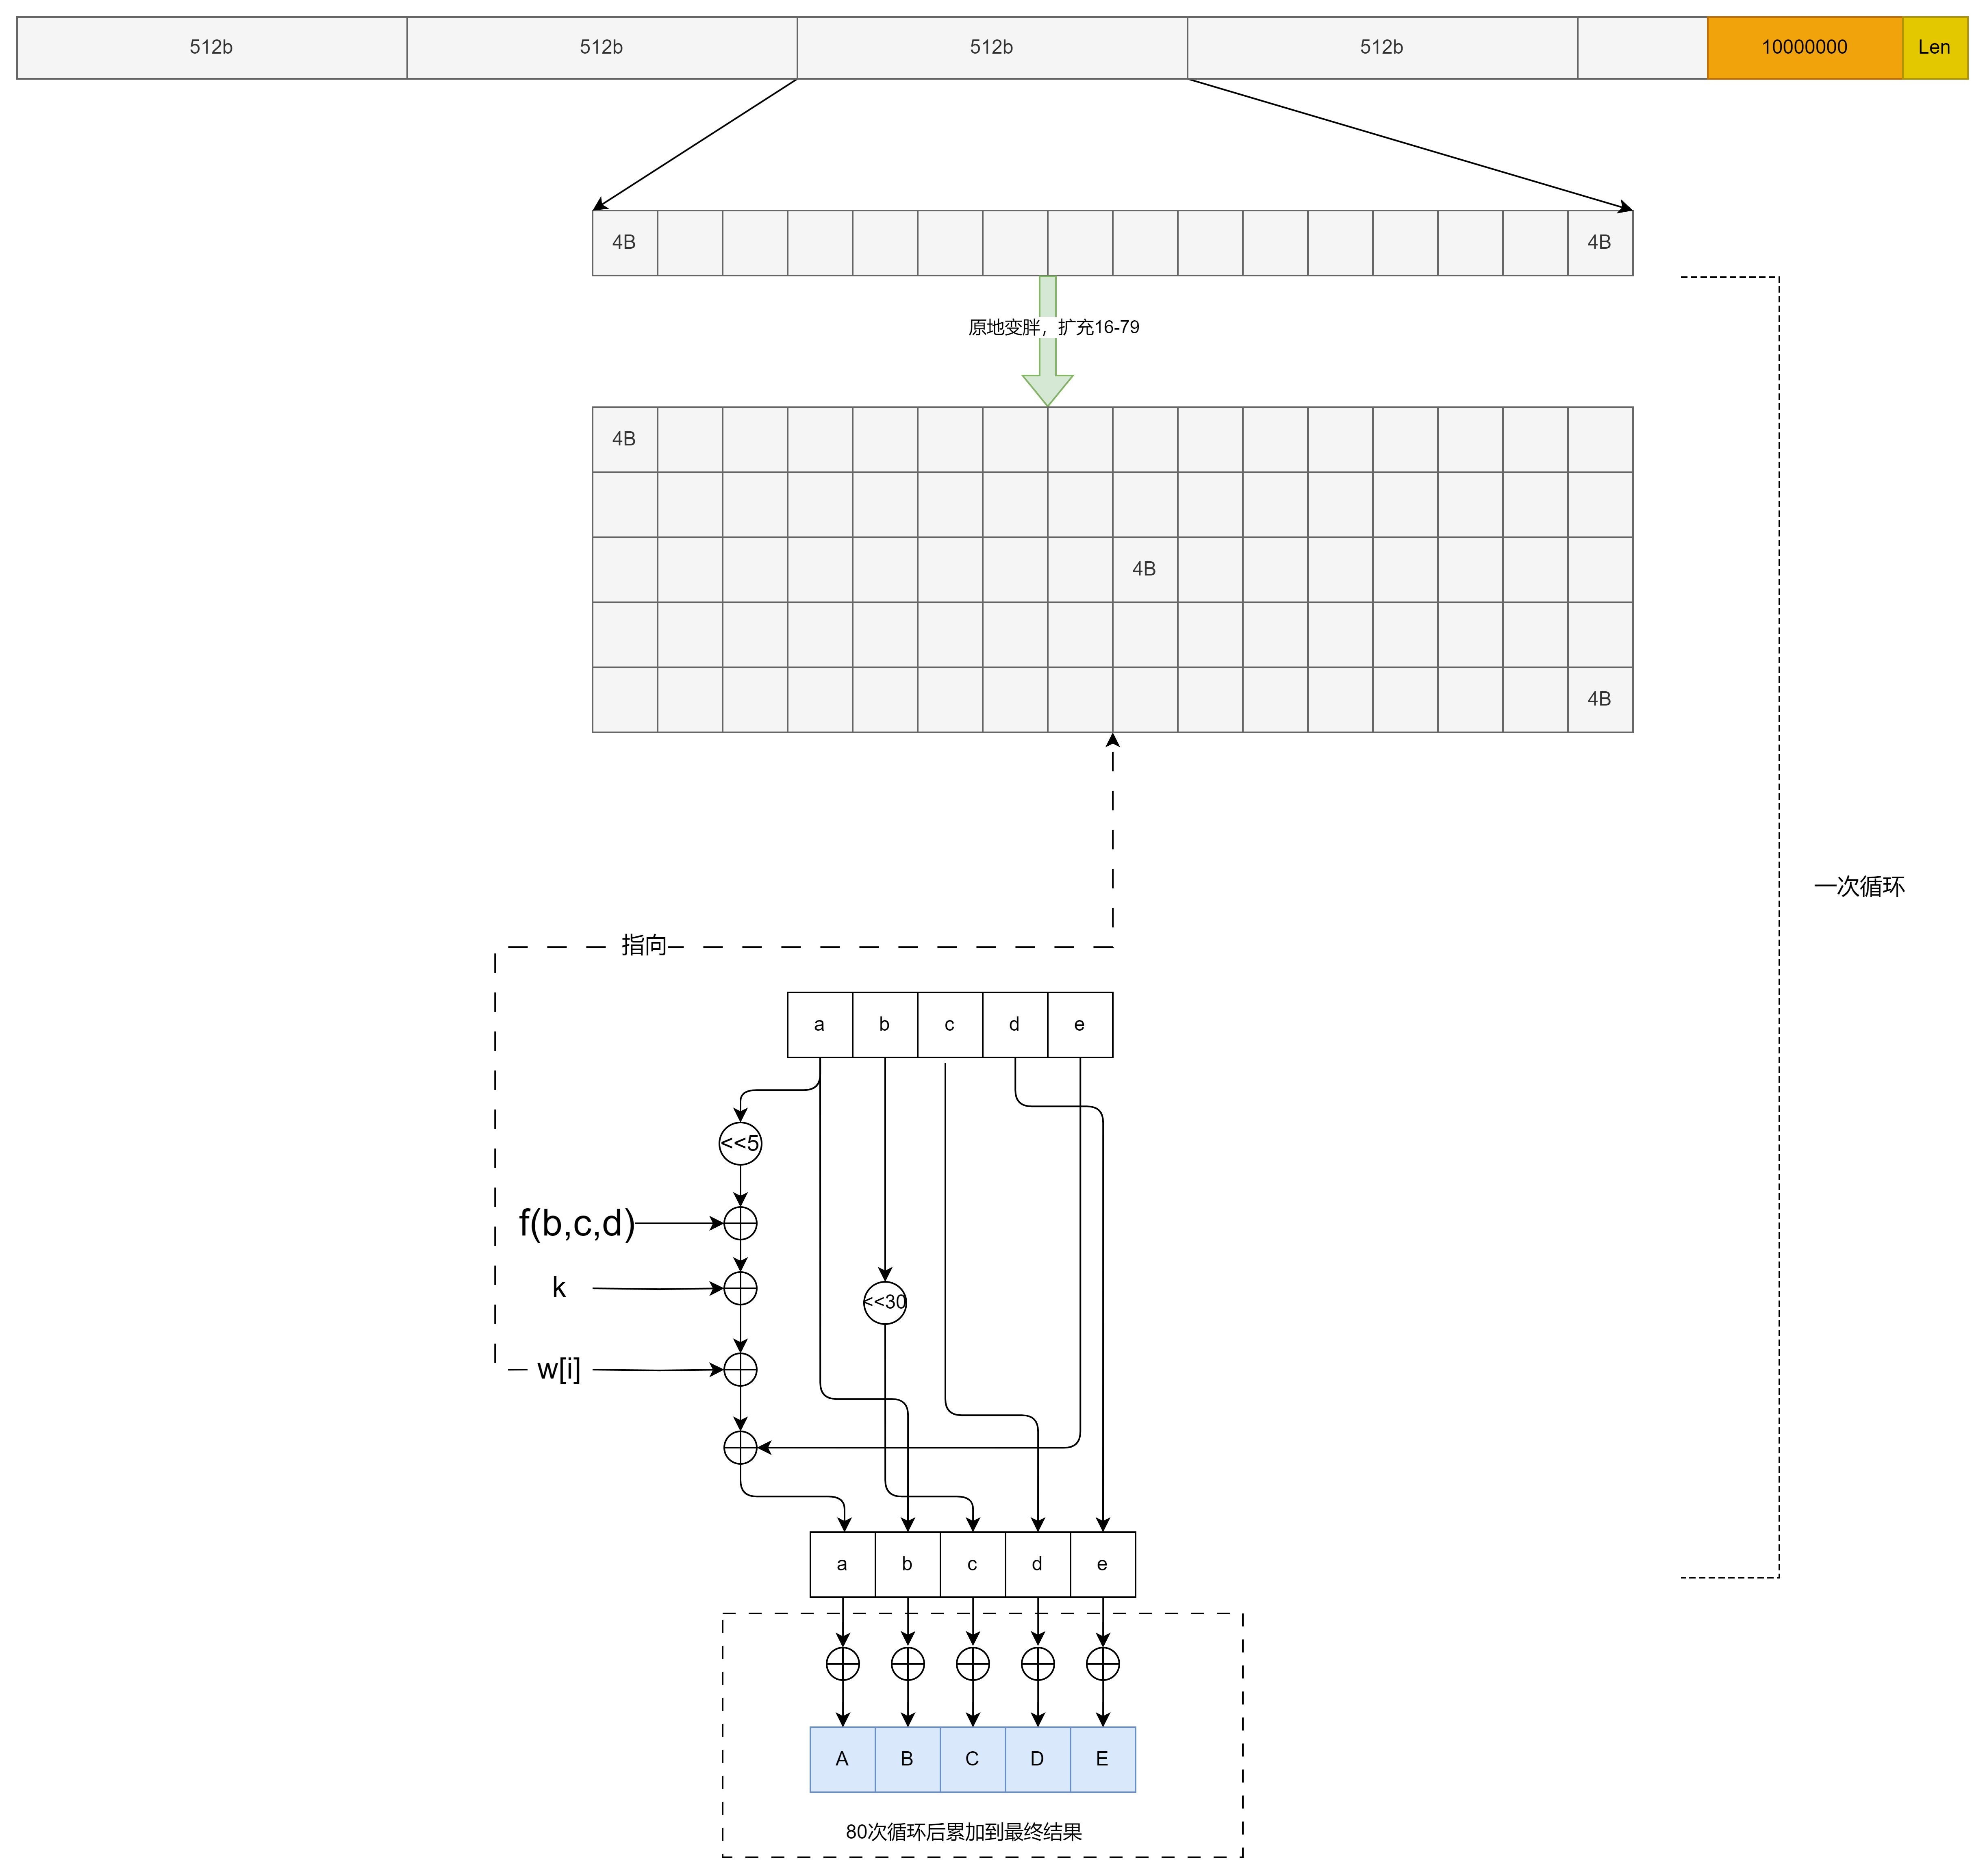 512b
512b
512b
512b
10000000
Len
4B
4B
原地变胖，扩充16-79
4B
4B
4B
一次循环
指向
a
b
c
d
e
<<5
f(b,c,d)
k
<<30
w[i]
a
b
c
d
e
A
B
C
D
E
80次循环后累加到最终结果